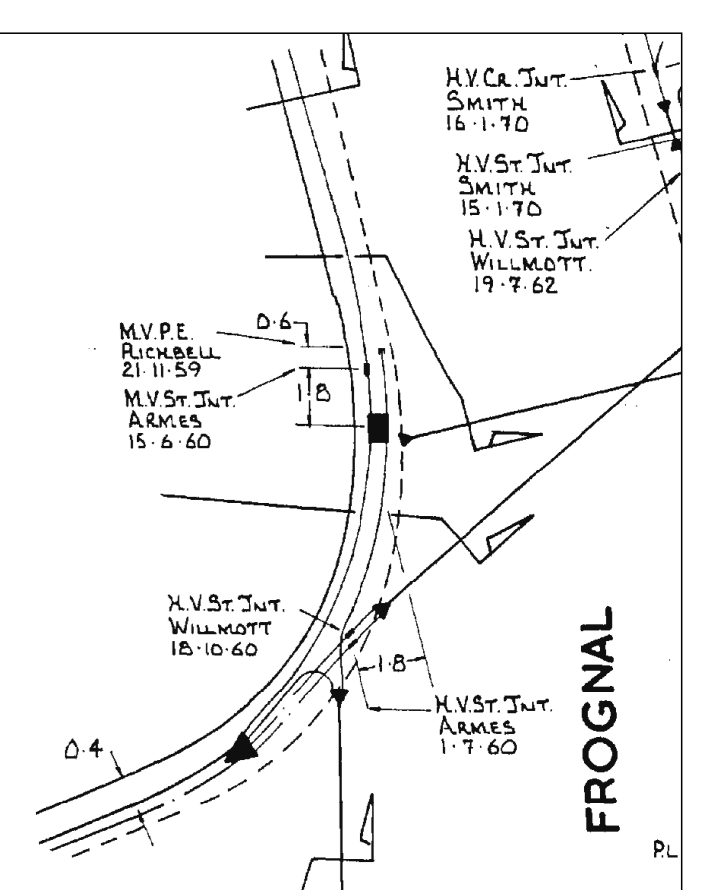 H.V.CR.JNT.
SMITH
16·1·70
H.V.ST.JNT.
SMITH
15·1·70
H.V.ST.JNT.
WILLMOTT.
19·7·62
0·6
M.V.P.E.
RICHBELL
21·11·59
M.V.ST.JNT.
ARMES
15·6·60
1·8
H.V.ST.JNT.
WILLMOTT
18·10·60
1·8
H.V.ST.JNT.
ARMES
1·7·60
0·4
FROGNAL
P.L